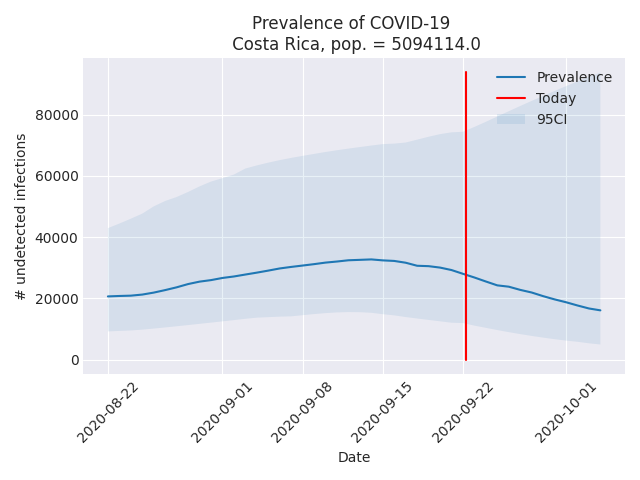 Prevalence of COVID-19
Costa Rica, pop. = 5094114.0
Prevalence
Today
95CI
80000
60000
40000
20000
0
# undetected infections
2020-08-22
2020-09-01
2020-09-08
2020-09-15
2020-09-22
2020-10-01
Date